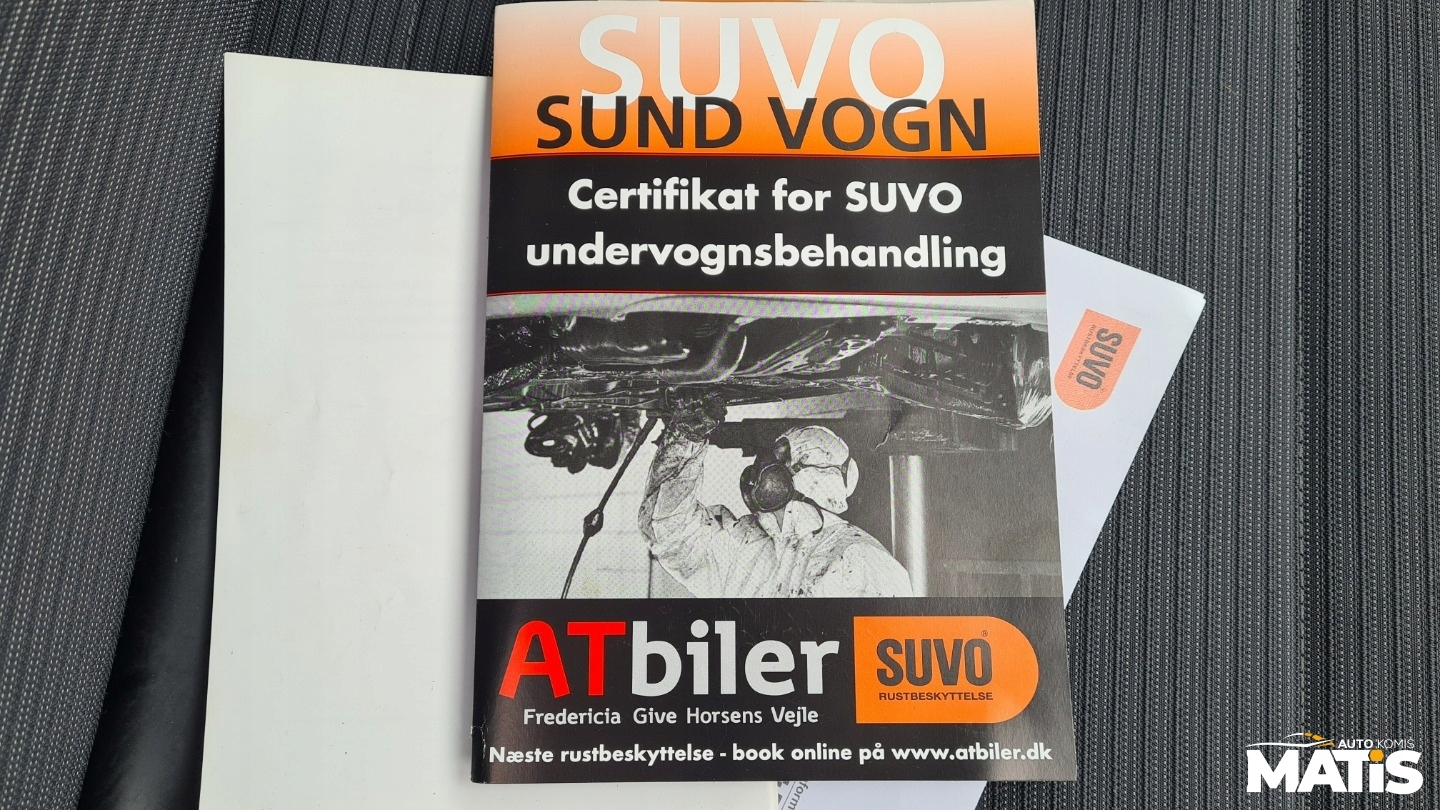 SUVO
SUND VOGN
Certifikat for SUVO
undervognsbehandling
SUVO
RUSTBESKYTTELSE
ATbiler
Fredericia Give Horsens Vejle
SUVO®
RUSTBESKYTTELSE
Næste rustbeskyttelse - book online på www.atbiler.dk
AUTO KOMIS
MATiS